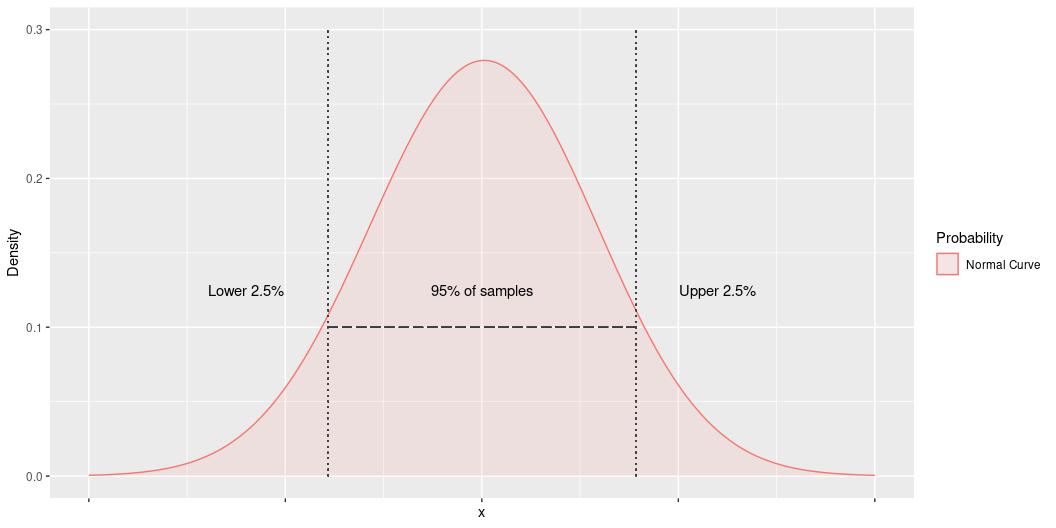 0.3
0.2
0.1
0.0
Density
Lower 2.5%
95% of samples
Upper 2.5%
x
Probability
Normal Curve